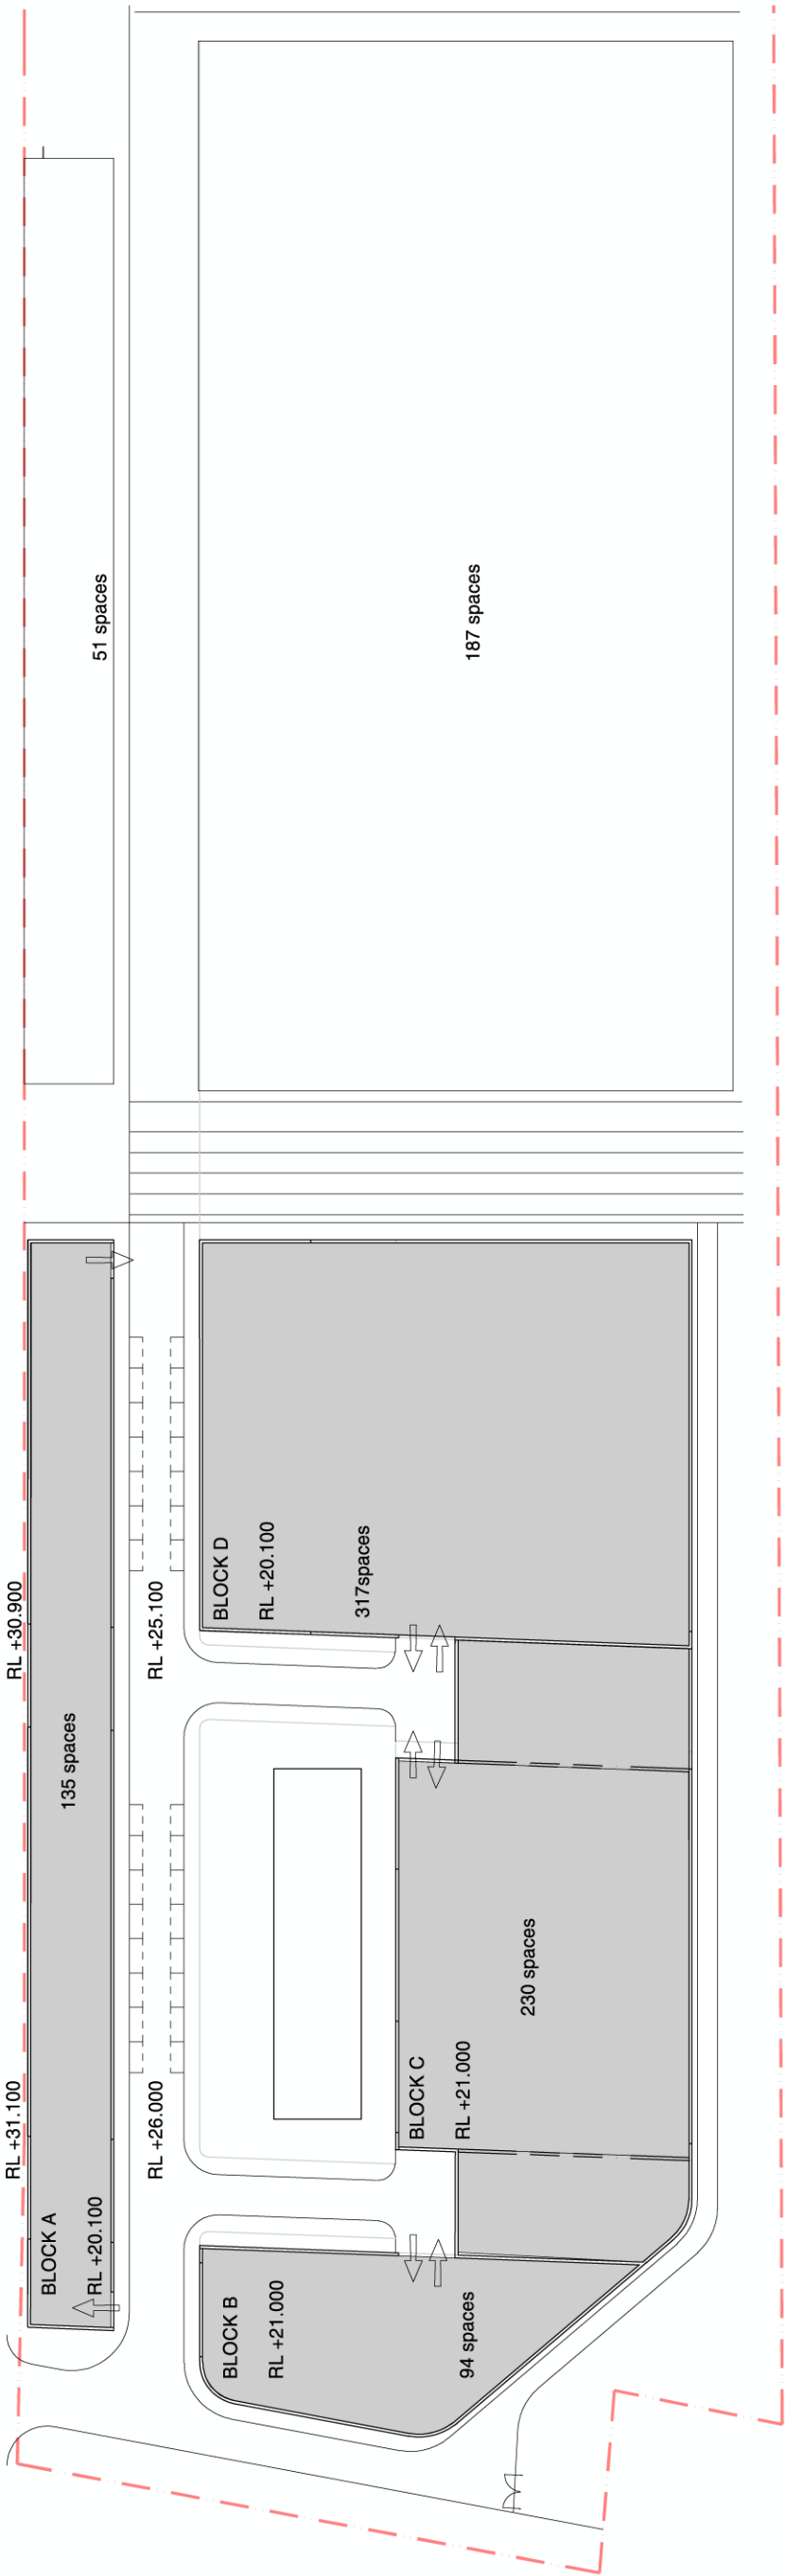 RL +31.100
RL +30.900
BLOCK A
RL +20.100
135 spaces
51 spaces
RL +26.000
RL +25.100
BLOCK B
RL +21.000
94 spaces
BLOCK C
RL +21.000
230 spaces
BLOCK D
RL +20.100
317spaces
187 spaces